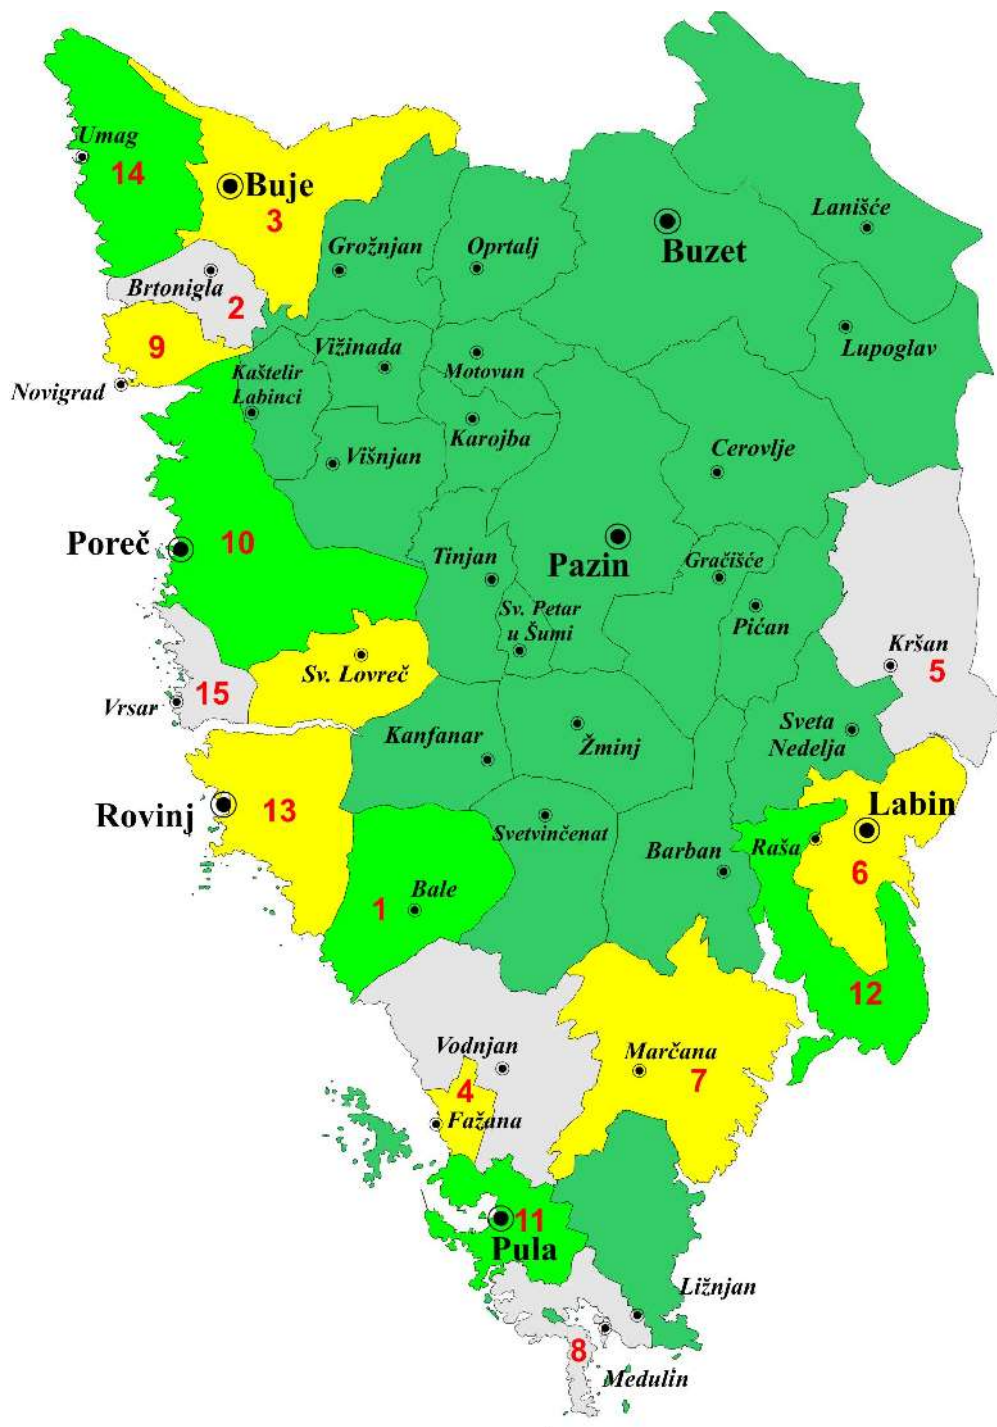 Umag
14
Buje
3
Lanišće
Buzet
Grožnjan
Oprtalj
Brtonigla
2
9
Vižinada
Lupoglav
Novigrad
Kaštelir
Labinci
Motovun
Karojba
Višnjan
Cerovlje
Poreč
10
Tinjan
Pazin
Gračišće
Sv. Petar
u Šumi
Pićan
Kršan
5
Sv. Lovreč
15
Vrsar
Kanfanar
Žminj
Sveta
Nedelja
Rovinj
13
Labin
Svetvinčenat
Barban
Raša
6
1
Bale
12
Vodnjan
Marčana
7
4
Fažana
11
Pula
Ližnjan
8
Medulin